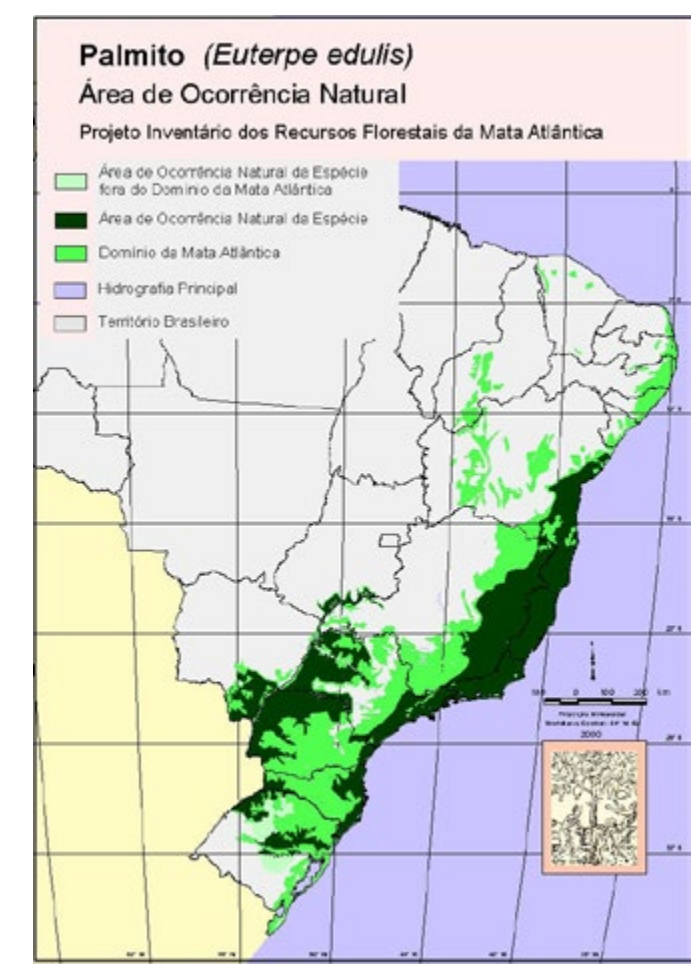 Palmito (Euterpe edulis)
Área de Ocorrência Natural
Projeto Inventário dos Recursos Florestais da Mata Atlântica
Área de Ocorrência Natural da Espécie
fora do Domínio da Mata Atlântica
Área de Ocorrência Natural da Espécie
Domínio da Mata Atlântica
Hidrografia Principal
Território Brasileiro
0 100 200 km
2000